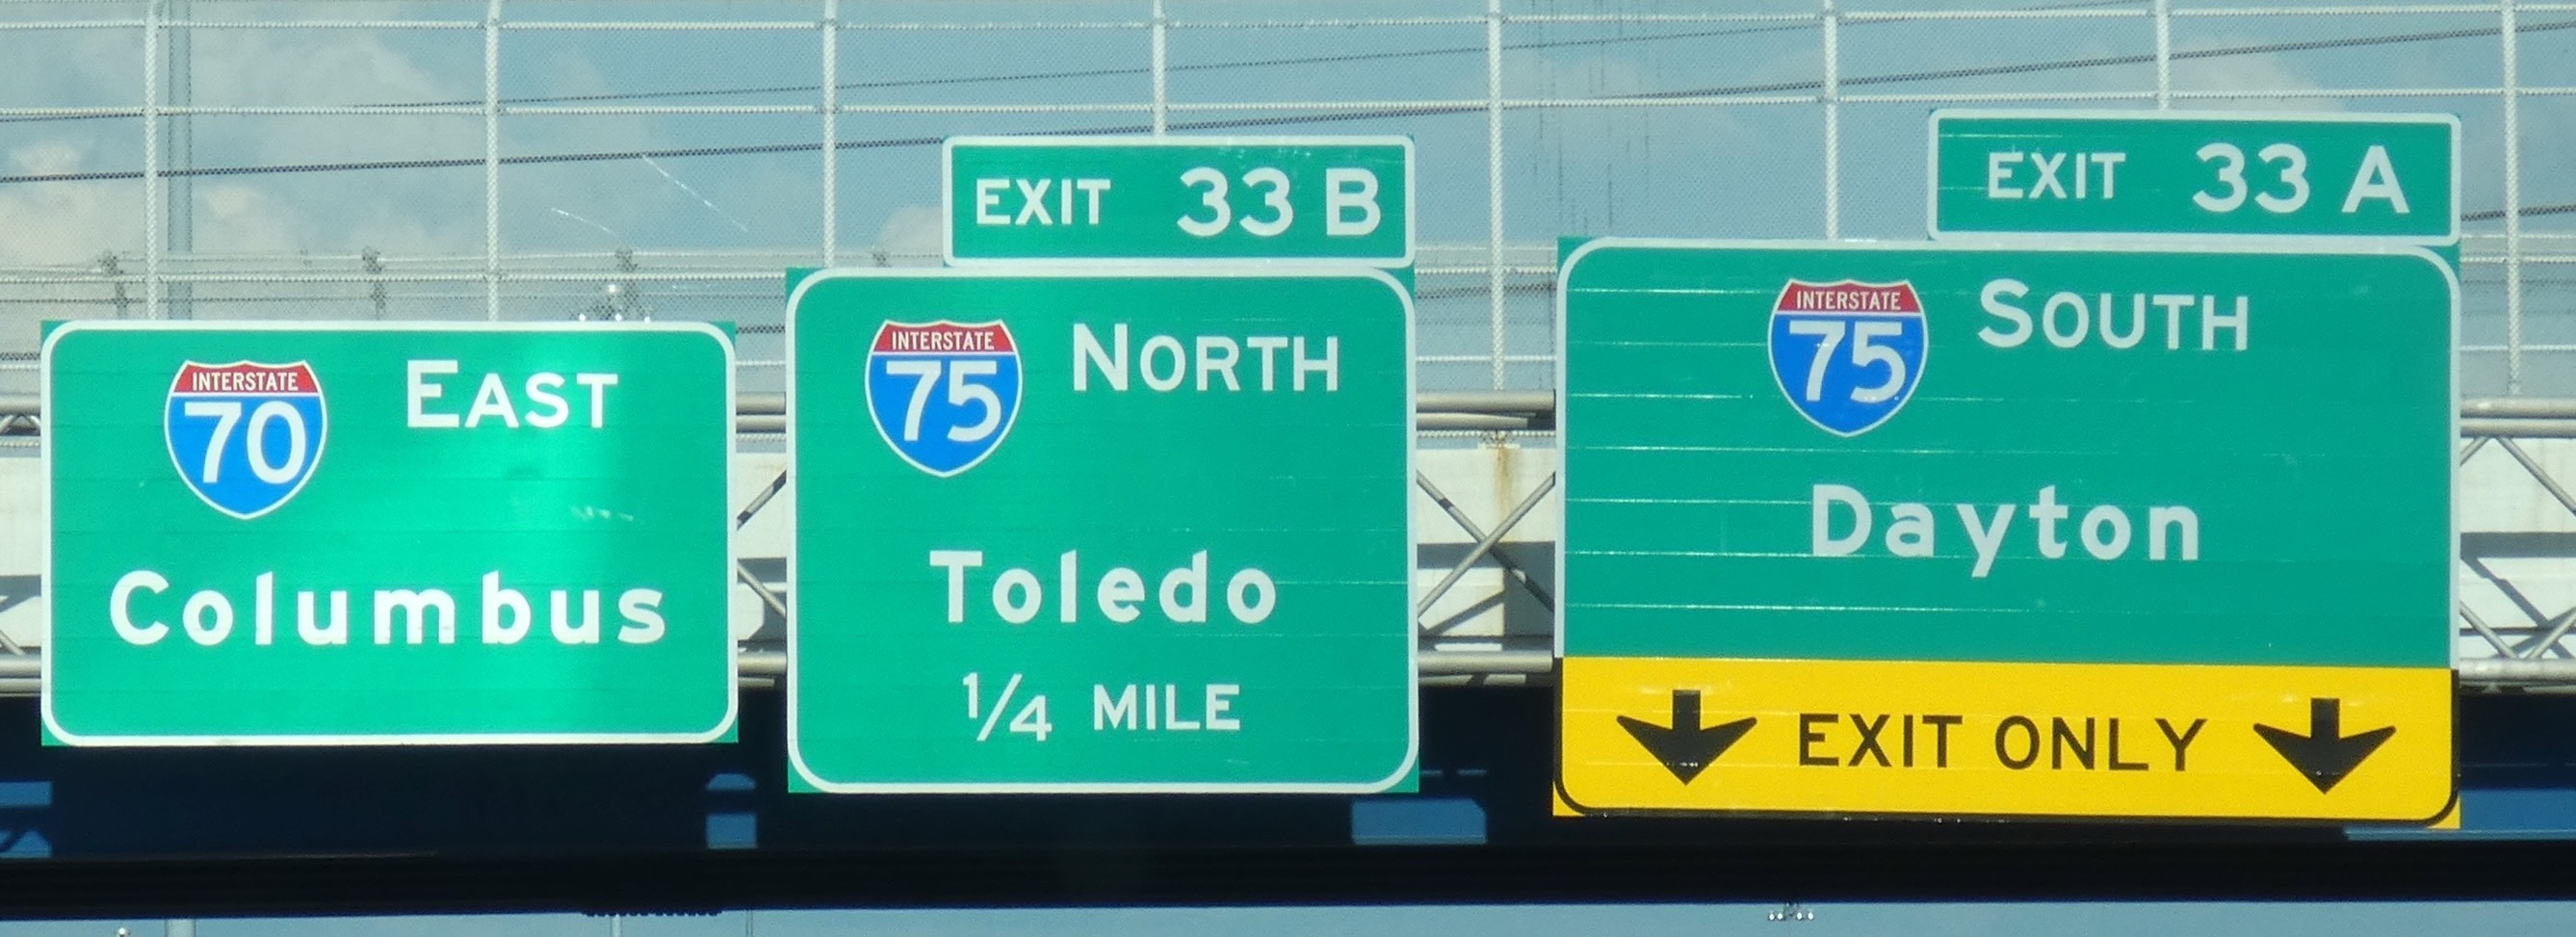 INTERSTATE
70 EAST
Columbus
EXIT 33 B
INTERSTATE
75 NORTH
Toledo
1/4 MILE
EXIT 33 A
INTERSTATE
75 SOUTH
Dayton
EXIT ONLY